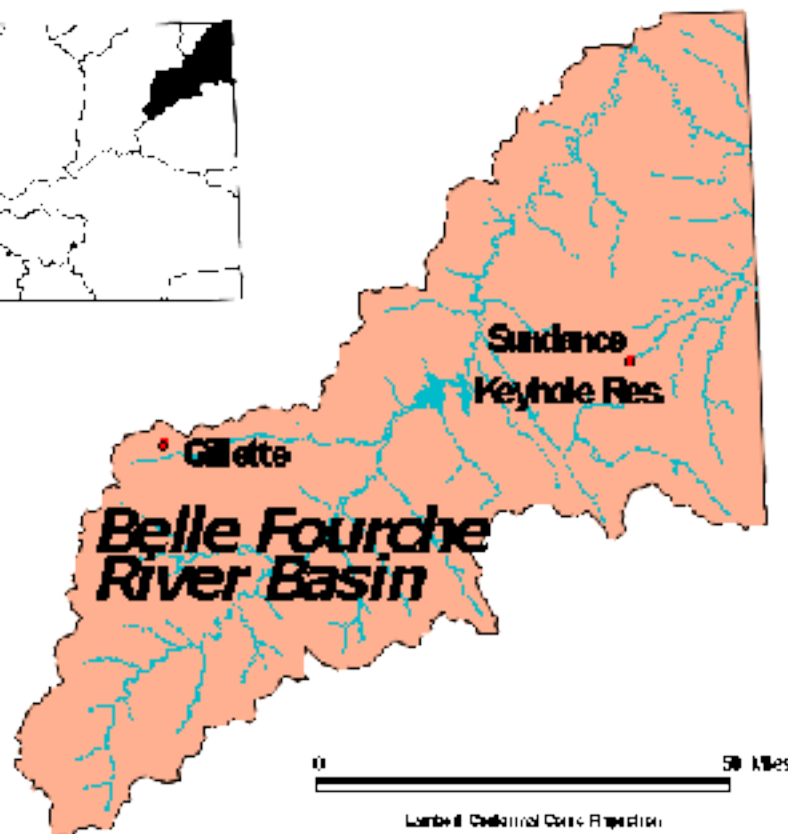 Sundance
Keyhole Res.
Gillette
Belle Fourche
River Basin
0
50 Miles